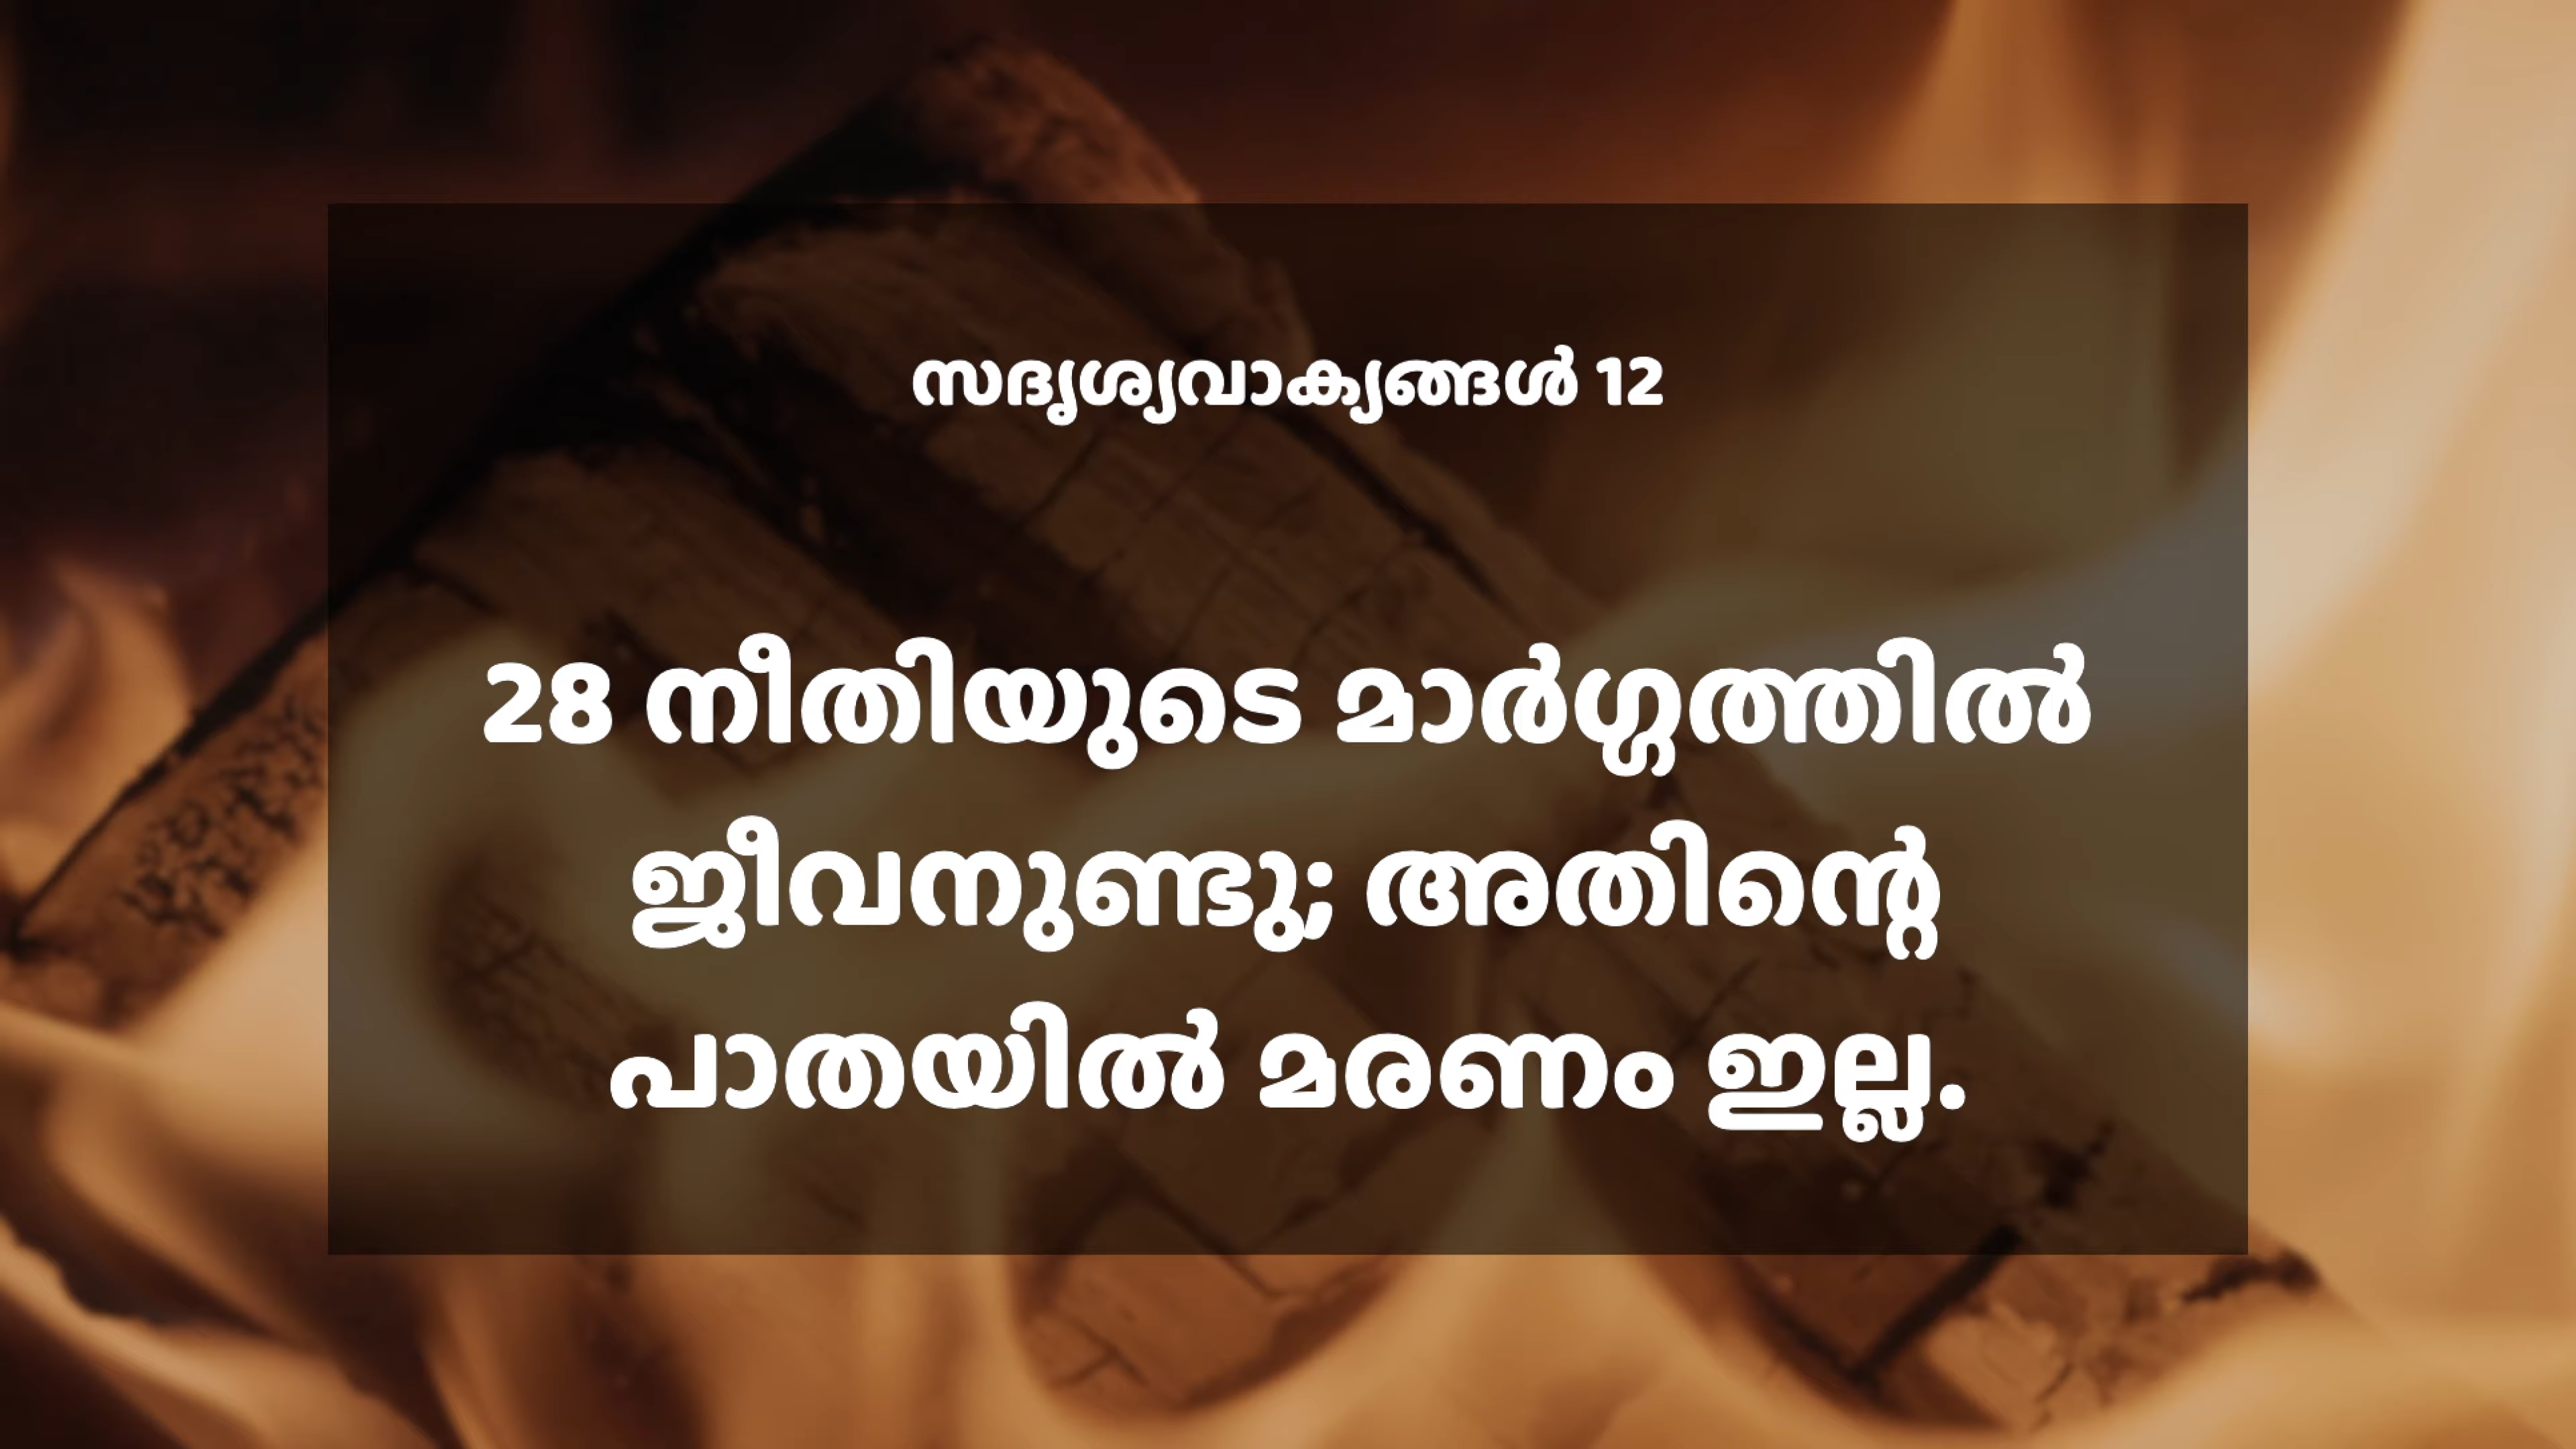 സദൃശ്യവാക്യങ്ങൾ 12
28 നീതിയുടെ മാർഗ്ഗത്തിൽ
ജീവനുണ്ടു; അതിന്റെ
പാതയിൽ മരണം ഇല്ല.